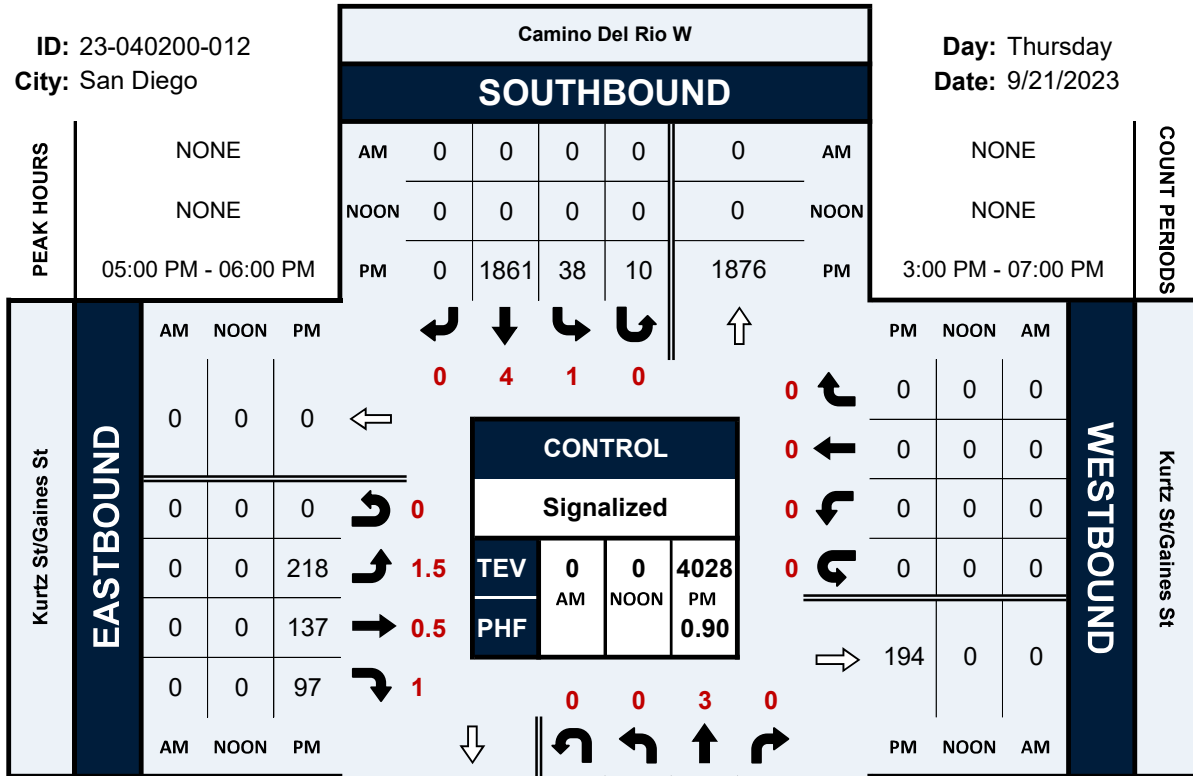 Camino Del Rio W
ID: 23-040200-012
Day: Thursday
City: San Diego
Date: 9/21/2023
SOUTHBOUND
PEAK HOURS
NONE
AM 0 0 0 0 0 AM
NONE
COUNT PERIODS
NONE
NOON 0 0 0 0 0 NOON
NONE
05:00 PM - 06:00 PM
PM 0 1861 38 10 1876 PM
3:00 PM - 07:00 PM
AM NOON PM
PM NOON AM
0 4 1 0
0 0 0 0
0 0 0
CONTROL
0 0 0 0
Kurtz St/Gaines St
EASTBOUND
WESTBOUND
Kurtz St/Gaines St
0 0 0 0
Signalized
0 0 0 0
0 0 218 1.5
TEV 0 0 4028
0 0 0 0
AM NOON PM
0 0 137 0.5
PHF 0.90
194 0 0
0 0 97 1
0 0 3 0
AM NOON PM
PM NOON AM